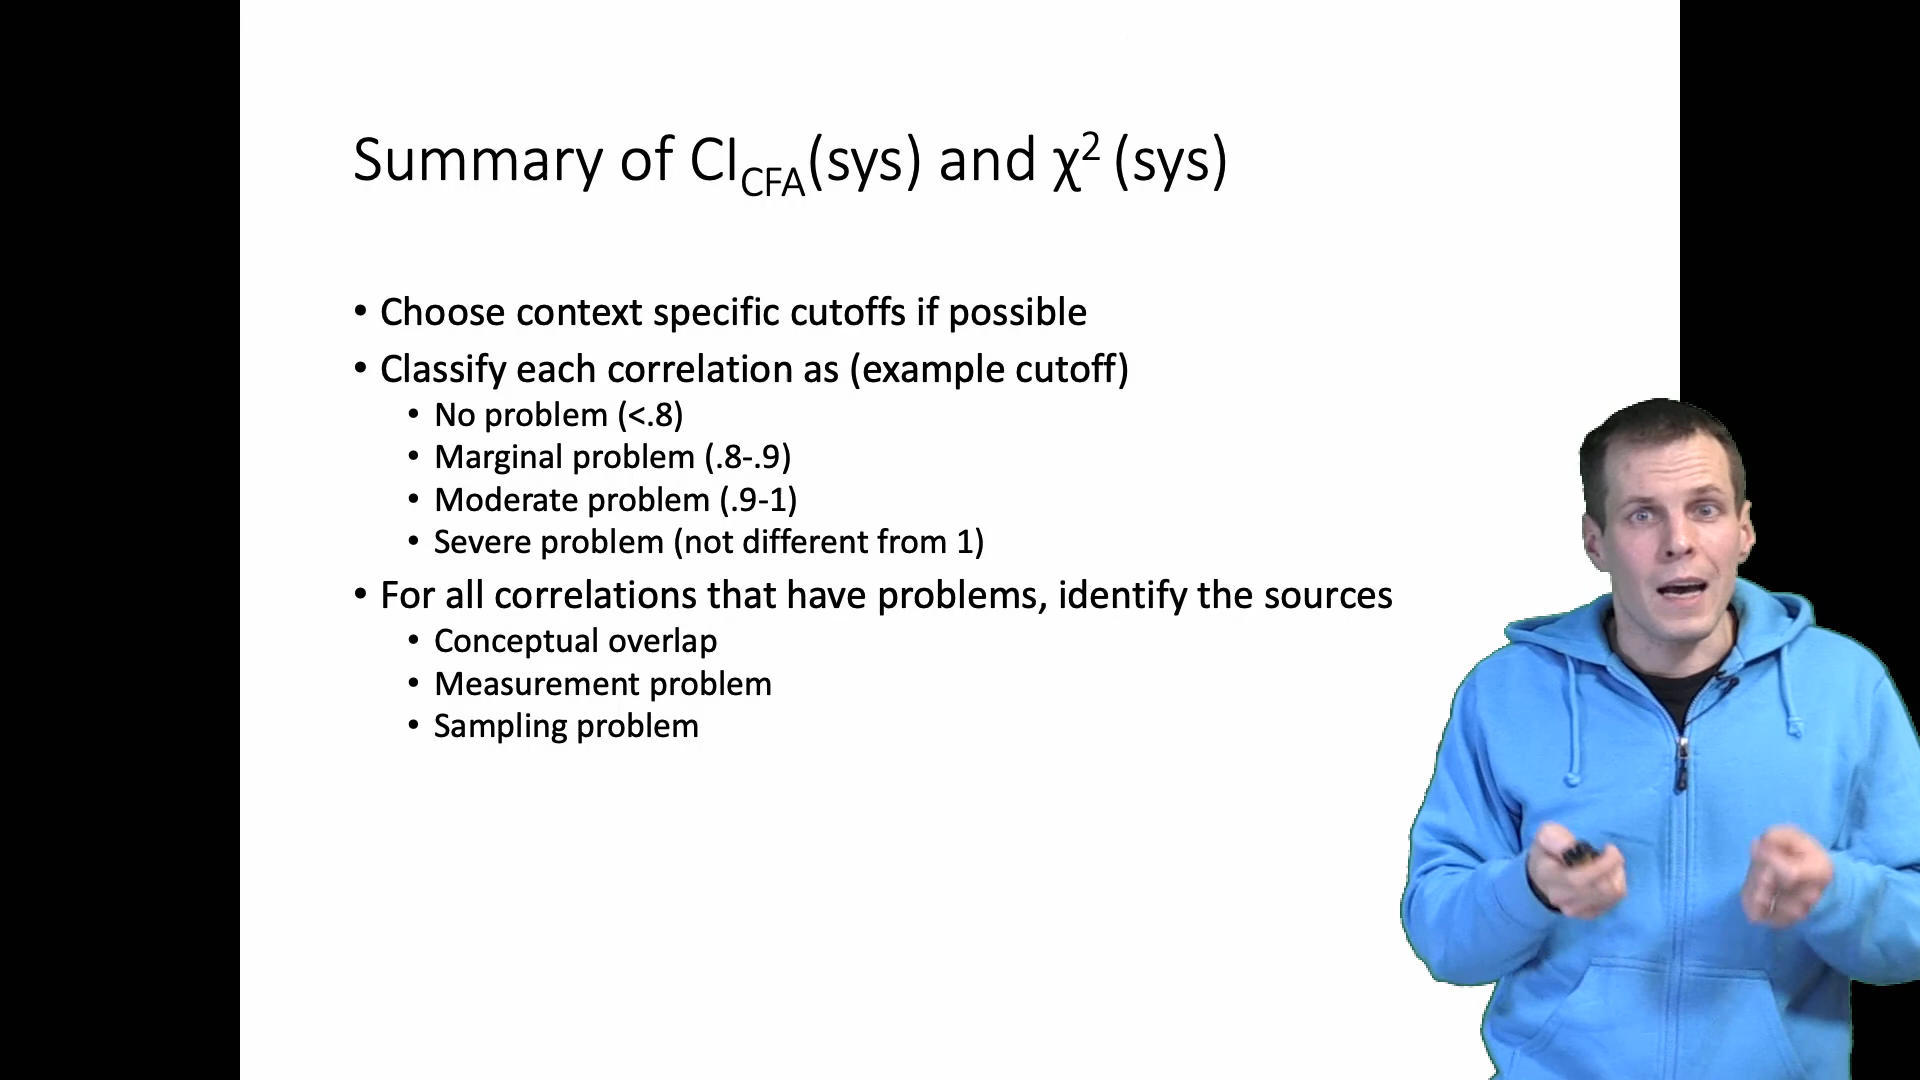 Summary of CI_CFA(sys) and χ² (sys)
• Choose context specific cutoffs if possible
• Classify each correlation as (example cutoff)
• No problem (<.8)
• Marginal problem (.8-.9)
• Moderate problem (.9-1)
• Severe problem (not different from 1)
• For all correlations that have problems, identify the sources
• Conceptual overlap
• Measurement problem
• Sampling problem